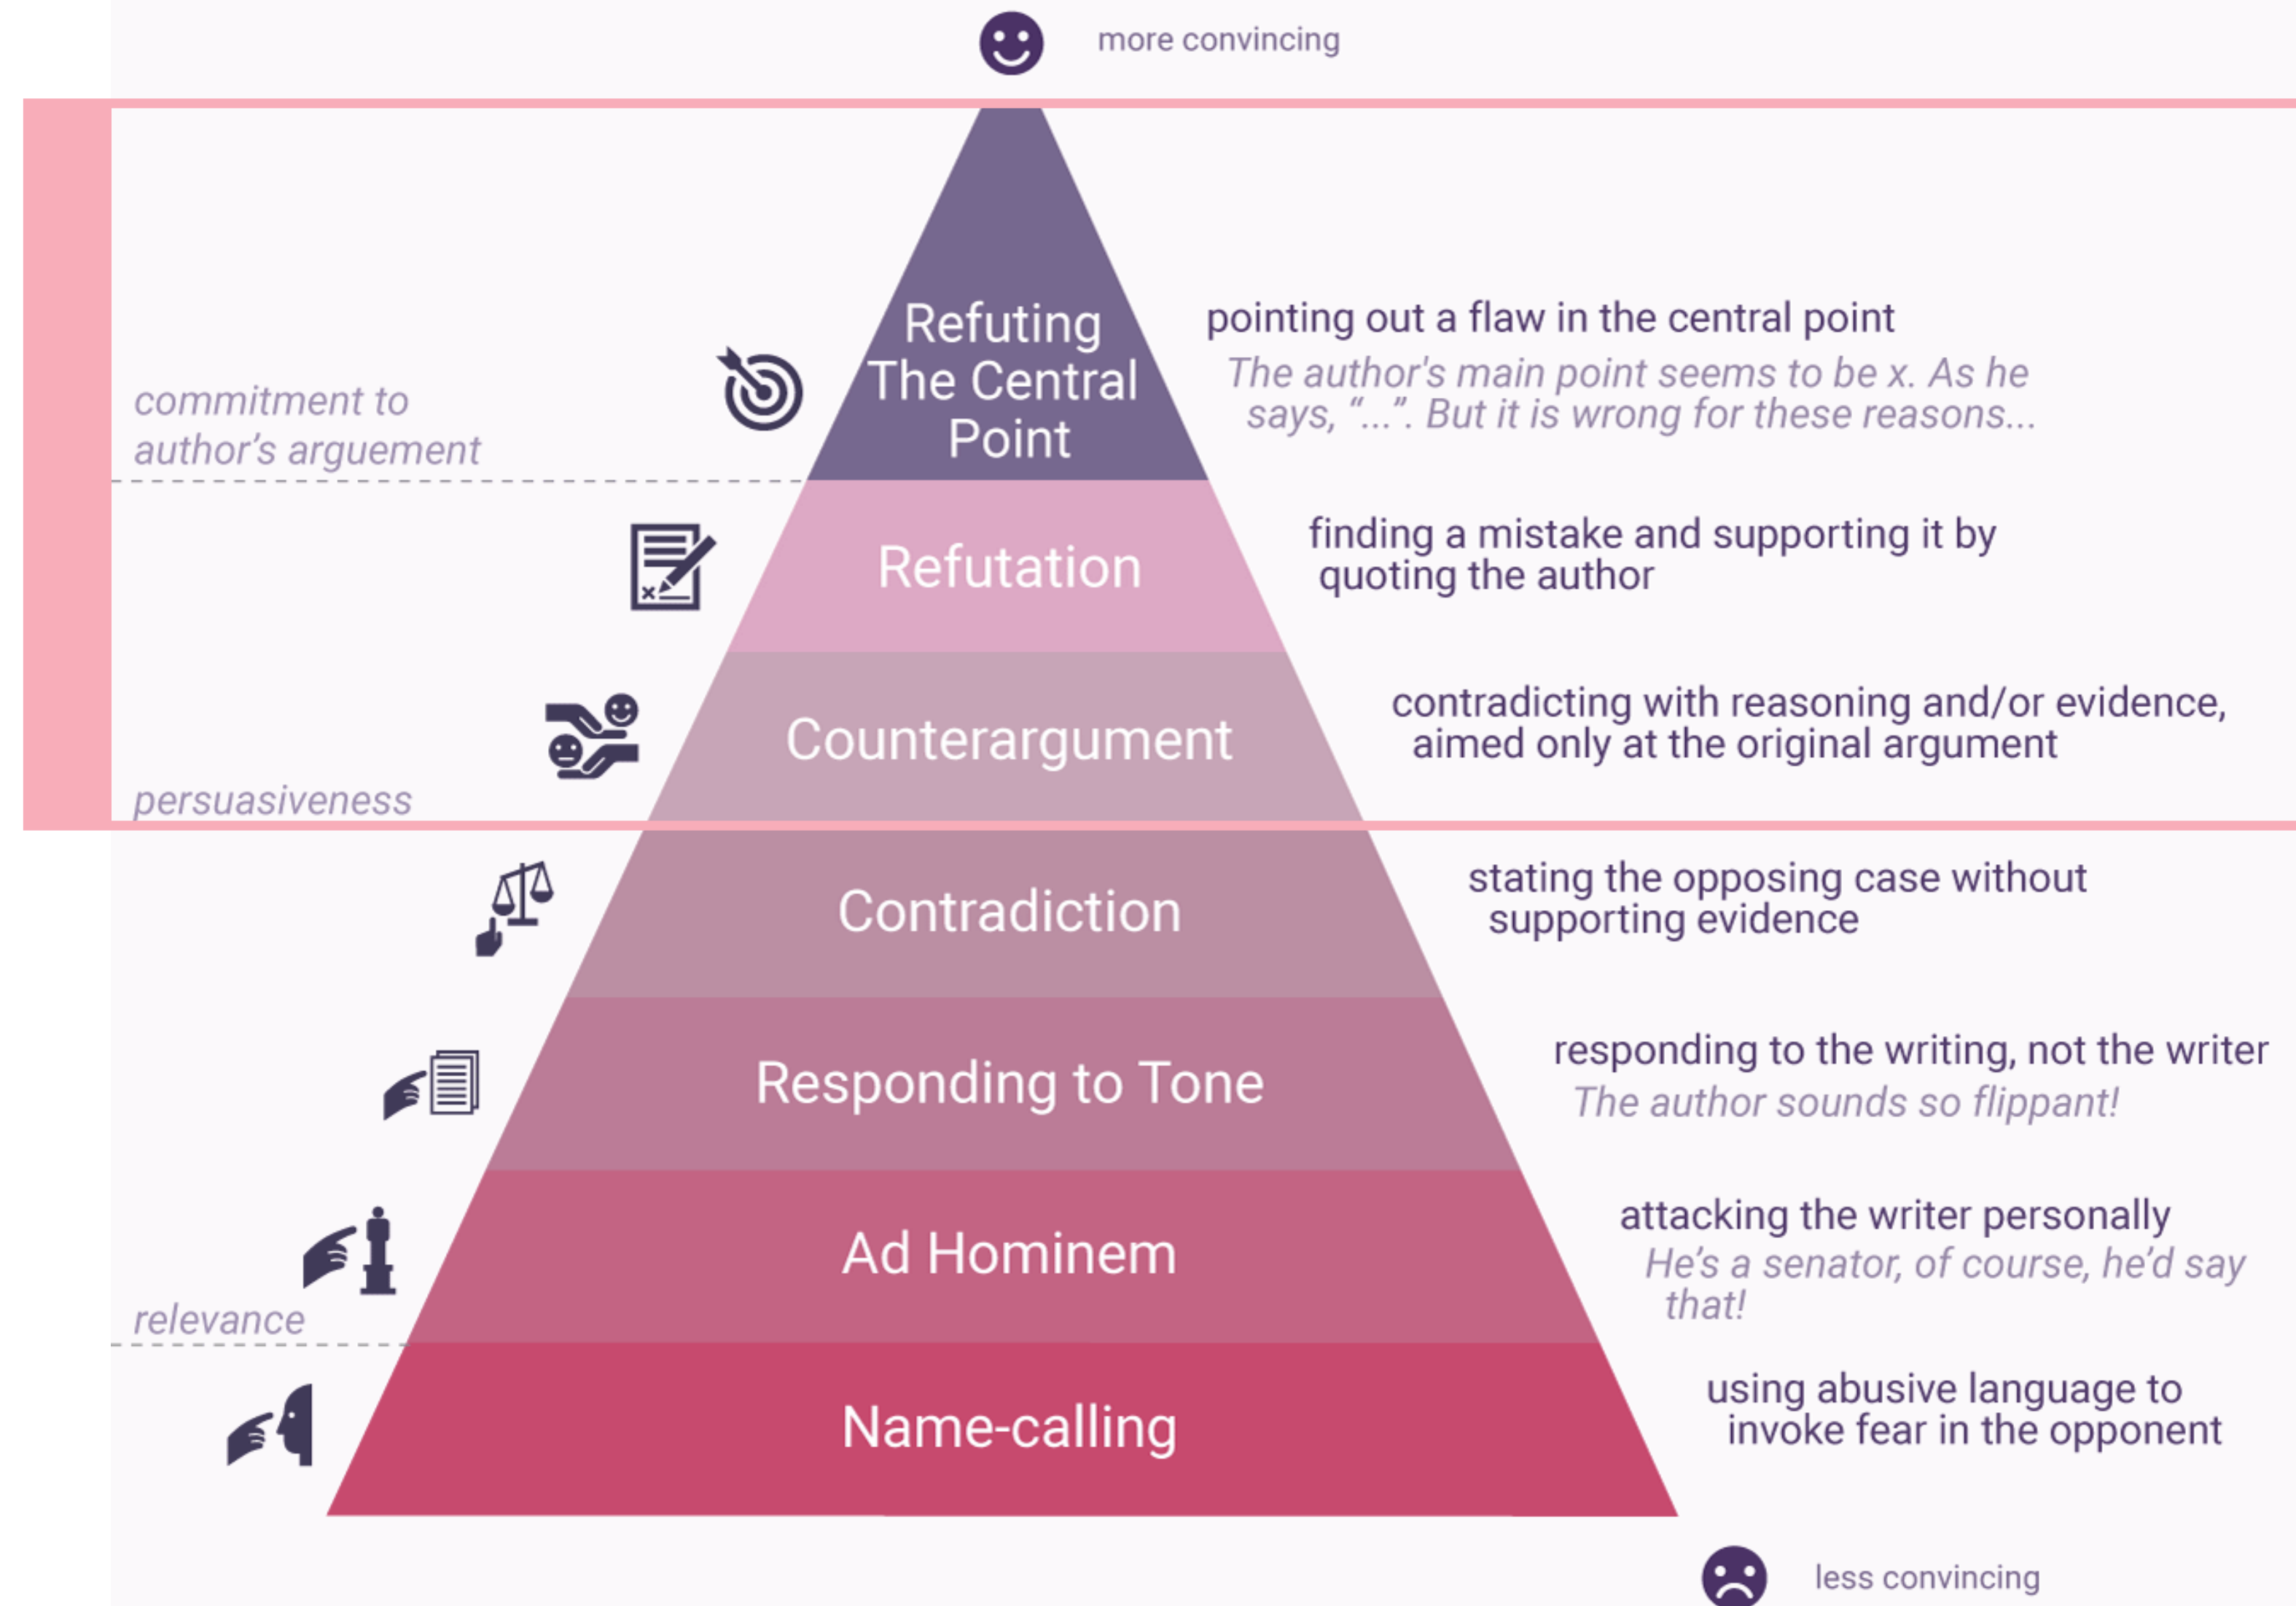 more convincing
Refuting
The Central
Point
pointing out a flaw in the central point
The author's main point seems to be x. As he
says, “...”. But it is wrong for these reasons...
commitment to
author’s arguement
Refutation
finding a mistake and supporting it by
quoting the author
Counterargument
contradicting with reasoning and/or evidence,
aimed only at the original argument
persuasiveness
Contradiction
stating the opposing case without
supporting evidence
Responding to Tone
responding to the writing, not the writer
The author sounds so flippant!
Ad Hominem
attacking the writer personally
He’s a senator, of course, he’d say
that!
relevance
Name-calling
using abusive language to
invoke fear in the opponent
less convincing